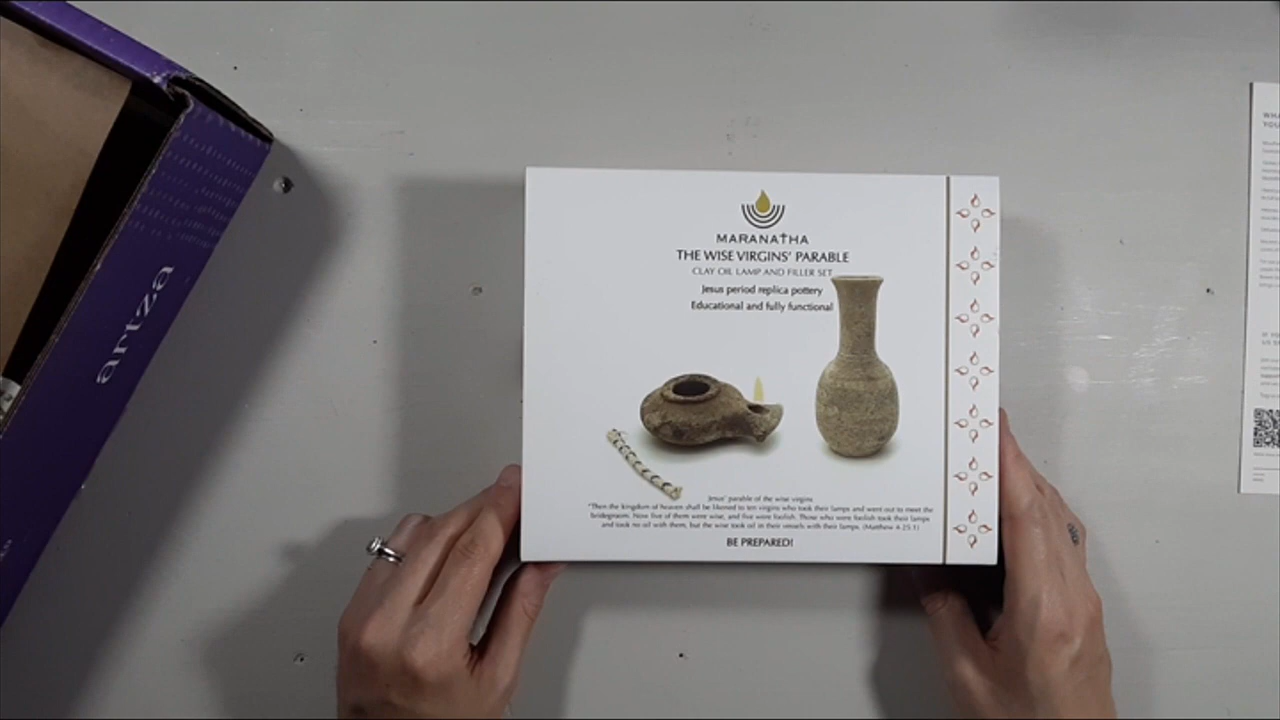 artza
MARANATHA
THE WISE VIRGINS' PARABLE
CLAY OIL LAMP AND FILLER SET
Jesus period replica pottery
Educational and fully functional
Jesus' parable of the wise virgins
"Then the kingdom of heaven shall be likened to ten virgins who took their lamps and went out to meet the
bridegroom. Now five of them were wise, and five were foolish. Those who were foolish took their lamps
and took no oil with them, but the wise took oil in their vessels with their lamps. (Matthew 4:25:1)
BE PREPARED!